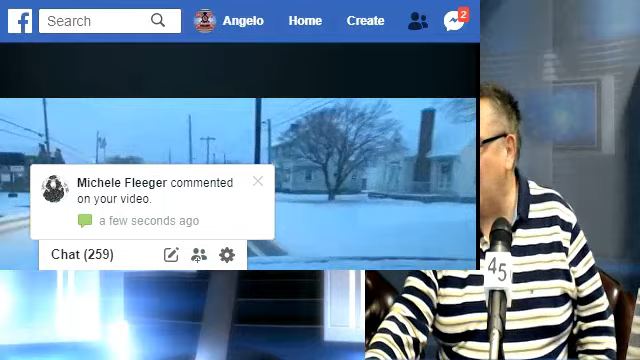 f Search Angelo Home Create 2
Michele Fleeger commented
on your video.
a few seconds ago
Chat (259)
45